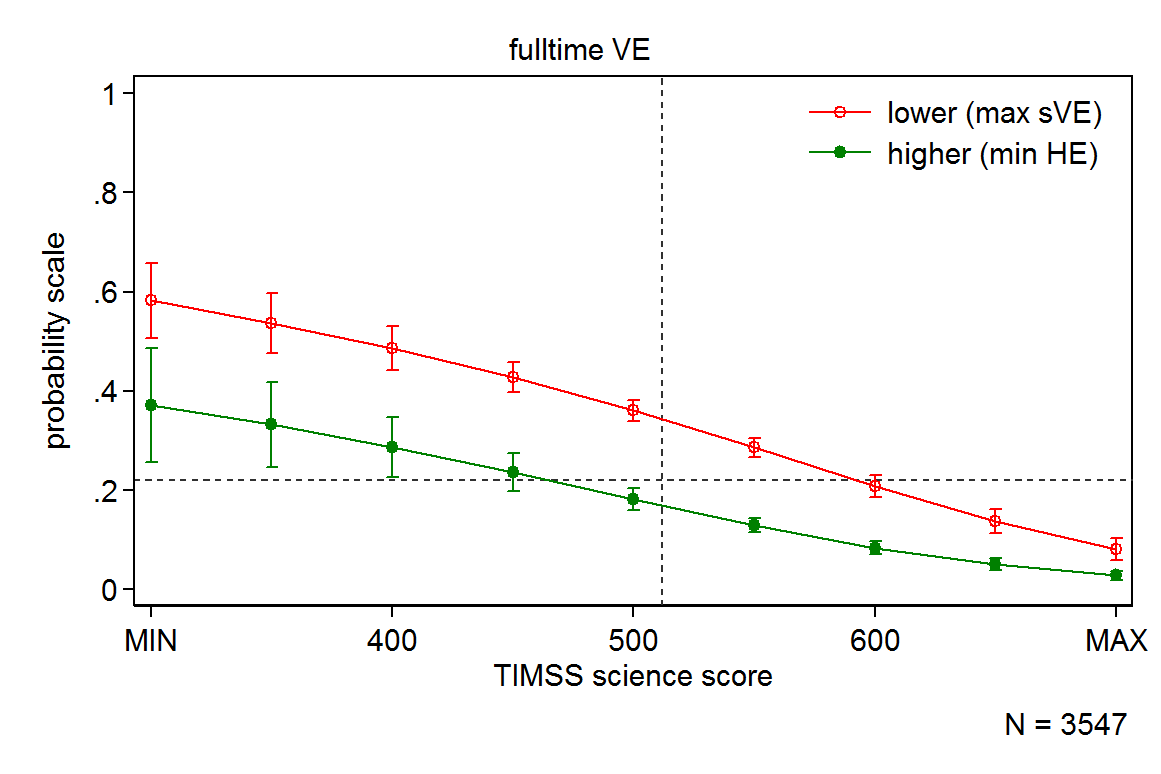 fulltime VE
lower (max sVE)
higher (min HE)
probability scale
1
.8
.6
.4
.2
0
MIN 400 500 600 MAX
TIMSS science score
N = 3547